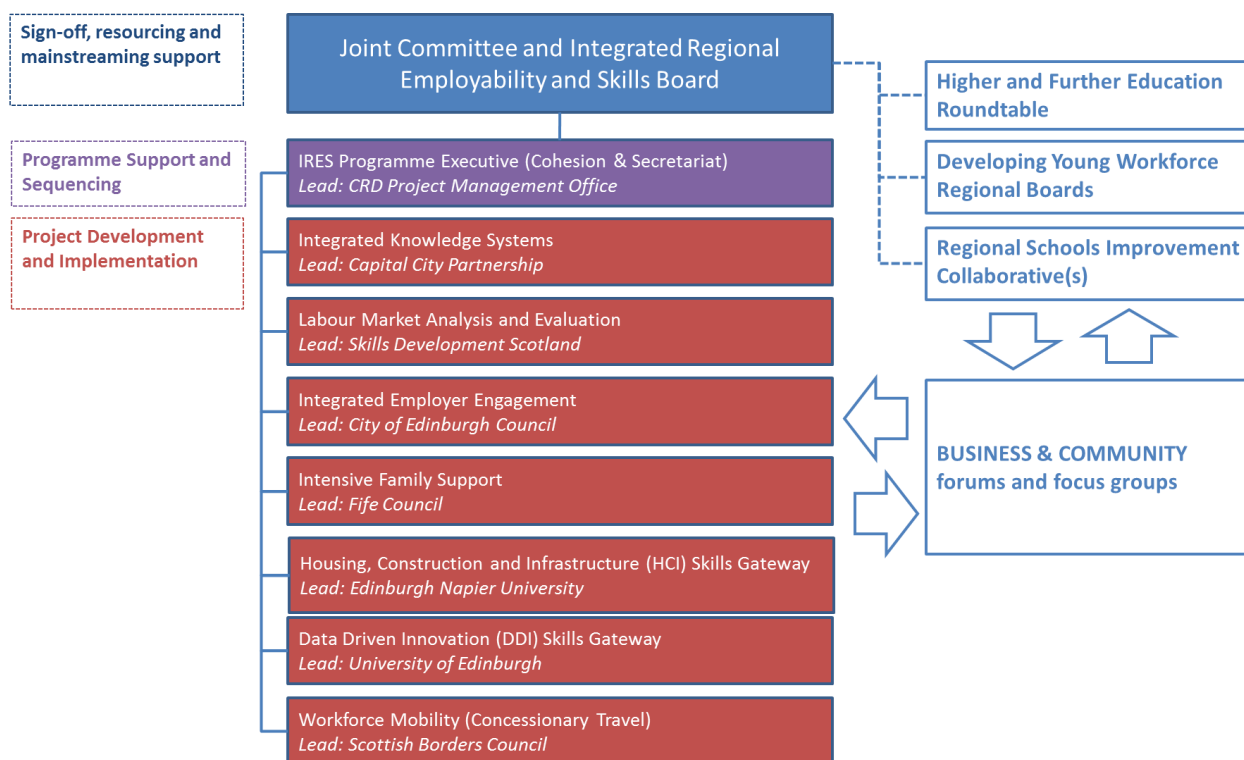 Sign-off, resourcing and
mainstreaming support
Joint Committee and Integrated Regional
Employability and Skills Board
Higher and Further Education
Roundtable
Developing Young Workforce
Regional Boards
Regional Schools Improvement
Collaborative(s)
Programme Support and
Sequencing
IRES Programme Executive (Cohesion & Secretariat)
Lead: CRD Project Management Office
Project Development
and Implementation
Integrated Knowledge Systems
Lead: Capital City Partnership
Labour Market Analysis and Evaluation
Lead: Skills Development Scotland
Integrated Employer Engagement
Lead: City of Edinburgh Council
Intensive Family Support
Lead: Fife Council
Housing, Construction and Infrastructure (HCI) Skills Gateway
Lead: Edinburgh Napier University
Data Driven Innovation (DDI) Skills Gateway
Lead: University of Edinburgh
Workforce Mobility (Concessionary Travel)
Lead: Scottish Borders Council
BUSINESS & COMMUNITY
forums and focus groups